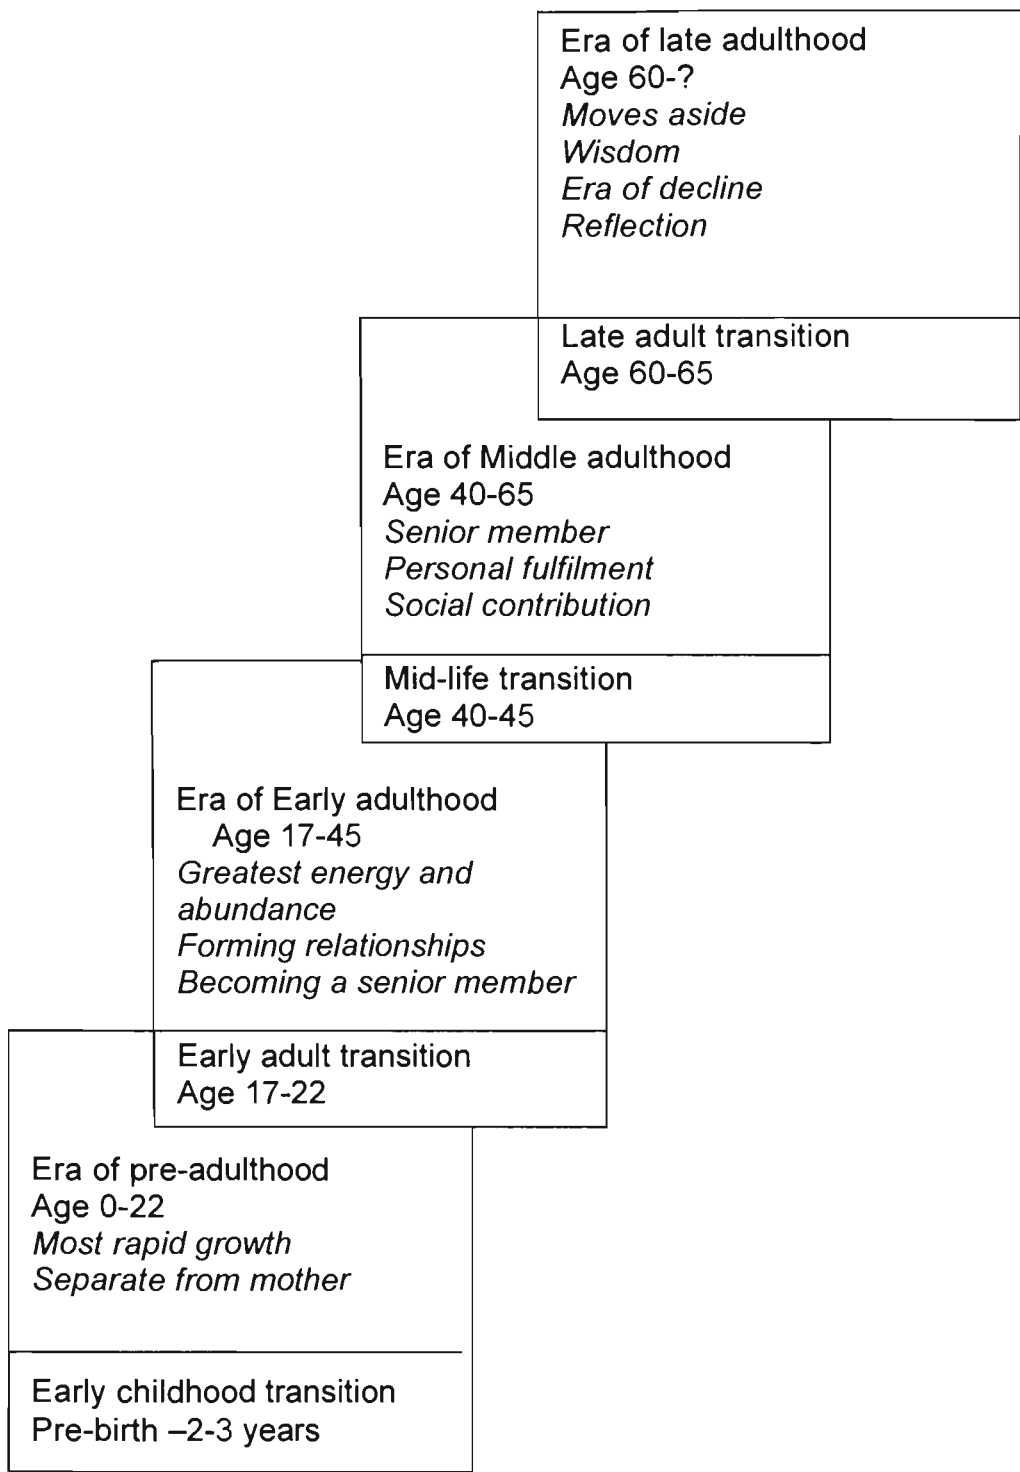 Era of late adulthood
Age 60-?
Moves aside
Wisdom
Era of decline
Reflection
Late adult transition
Age 60-65
Era of Middle adulthood
Age 40-65
Senior member
Personal fulfilment
Social contribution
Mid-life transition
Age 40-45
Era of Early adulthood
Age 17-45
Greatest energy and
abundance
Forming relationships
Becoming a senior member
Early adult transition
Age 17-22
Era of pre-adulthood
Age 0-22
Most rapid growth
Separate from mother
Early childhood transition
Pre-birth –2-3 years